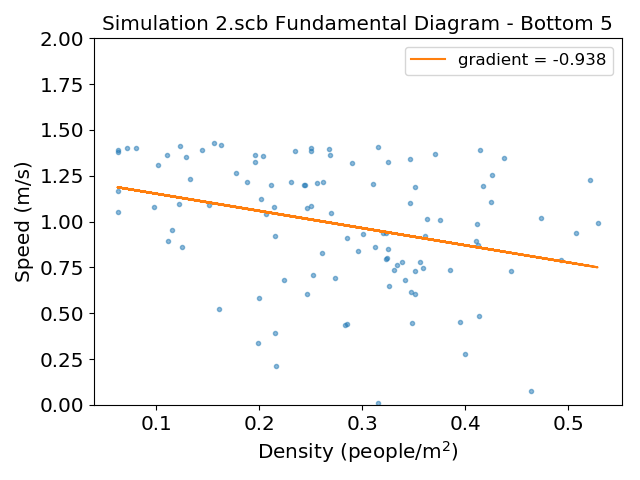 Simulation 2.scb Fundamental Diagram - Bottom 5
2.00
1.75
1.50
1.25
1.00
0.75
0.50
0.25
0.00
Speed (m/s)
gradient = -0.938
0.1 0.2 0.3 0.4 0.5
Density (people/m²)